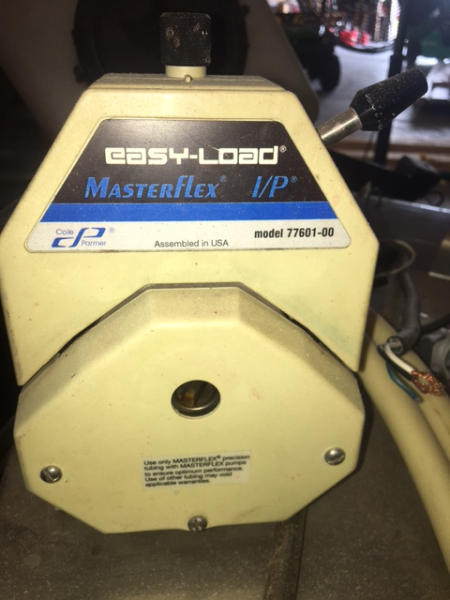 easy-LOAD®
MASTERFLEX® I/P®
Cole Parmer ®
Assembled in USA
model 77601-00
Use only MASTERFLEX® precision
tubing with MASTERFLEX pumps
to ensure optimum performance.
Use of other tubing may void
applicable warranties.